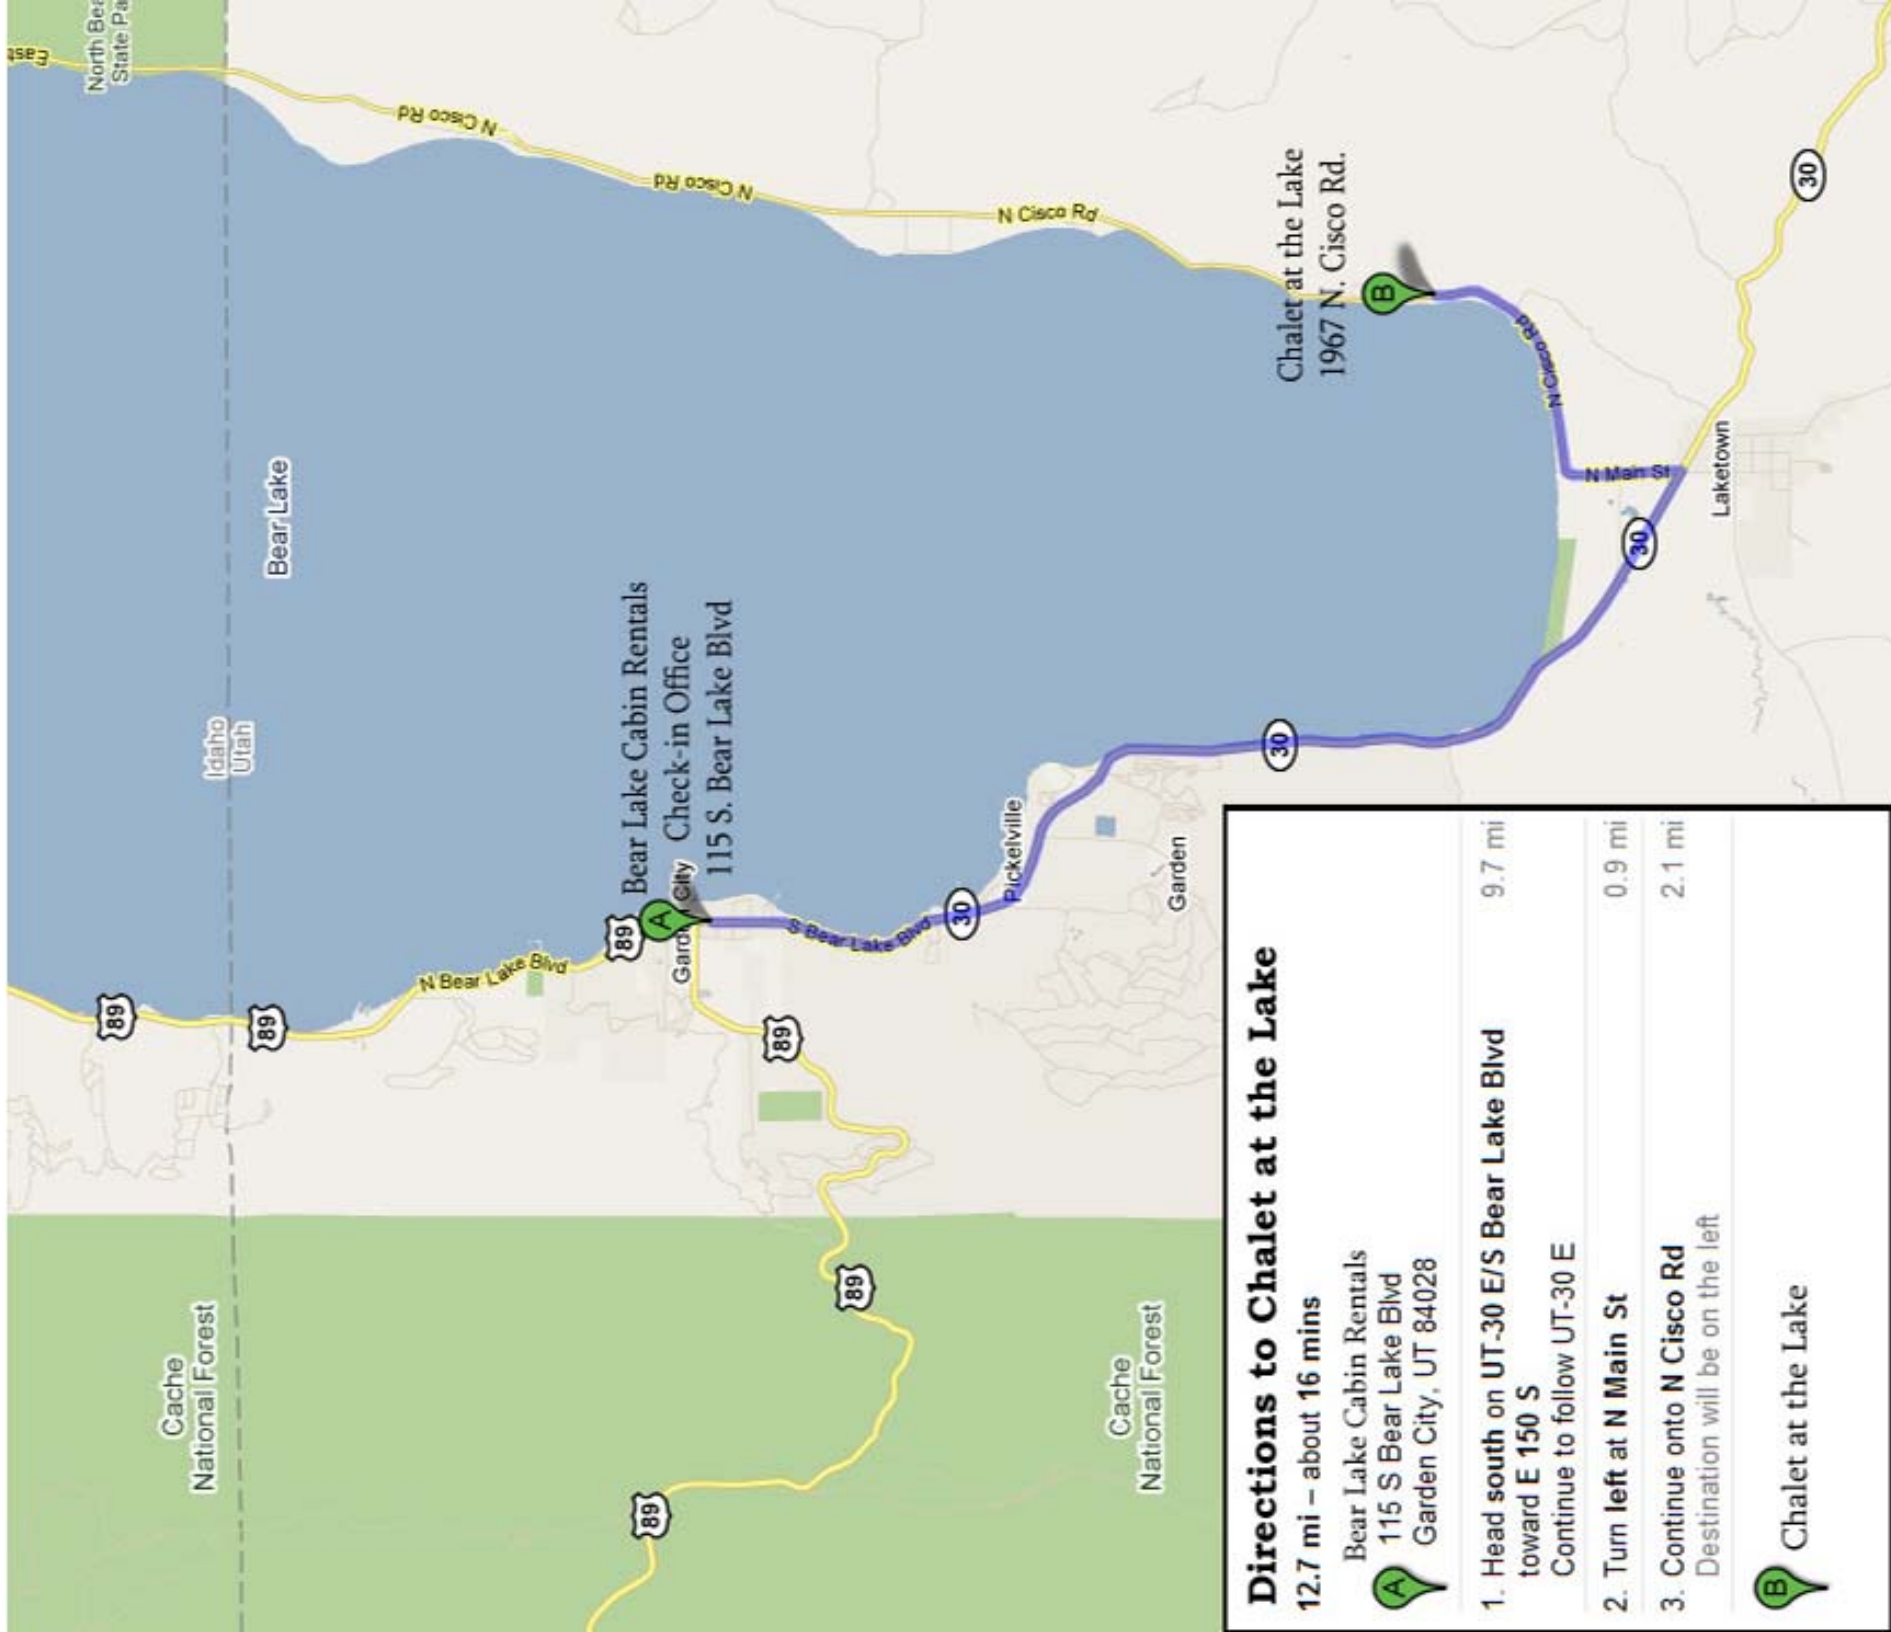 Cache
National Forest
Idaho
Utah
Bear Lake
North Bea
State Pa
East
89
89
N Bear Lake Blvd
N Cisco Rd
89
A
Garden City
Bear Lake Cabin Rentals
Check-in Office
115 S. Bear Lake Blvd
N Cisco Rd
89
89
89
S Bear Lake Blvd
30
Pickelville
N Cisco Rd
Cache
National Forest
Garden
30
Chalet at the Lake
1967 N. Cisco Rd.
B
N Cisco Rd
N Main St
30
Laketown
30
Directions to Chalet at the Lake
12.7 mi – about 16 mins
Bear Lake Cabin Rentals
A 115 S Bear Lake Blvd
Garden City, UT 84028
1. Head south on UT-30 E/S Bear Lake Blvd 9.7 mi
toward E 150 S
Continue to follow UT-30 E
2. Turn left at N Main St 0.9 mi
3. Continue onto N Cisco Rd 2.1 mi
Destination will be on the left
B Chalet at the Lake